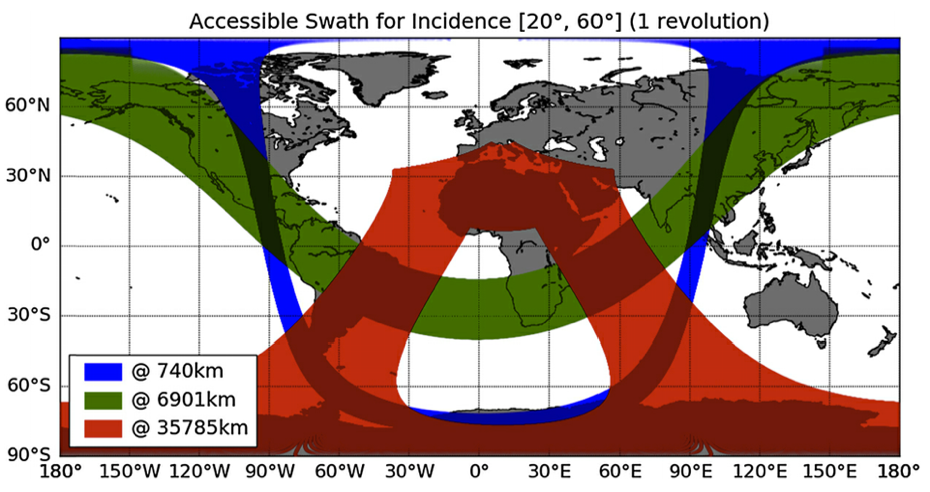 Accessible Swath for Incidence [20°, 60°] (1 revolution)
60°N
30°N
0°
30°S
60°S
90°S
@ 740km
@ 6901km
@ 35785km
180° 150°W 120°W 90°W 60°W 30°W 0° 30°E 60°E 90°E 120°E 150°E 180°